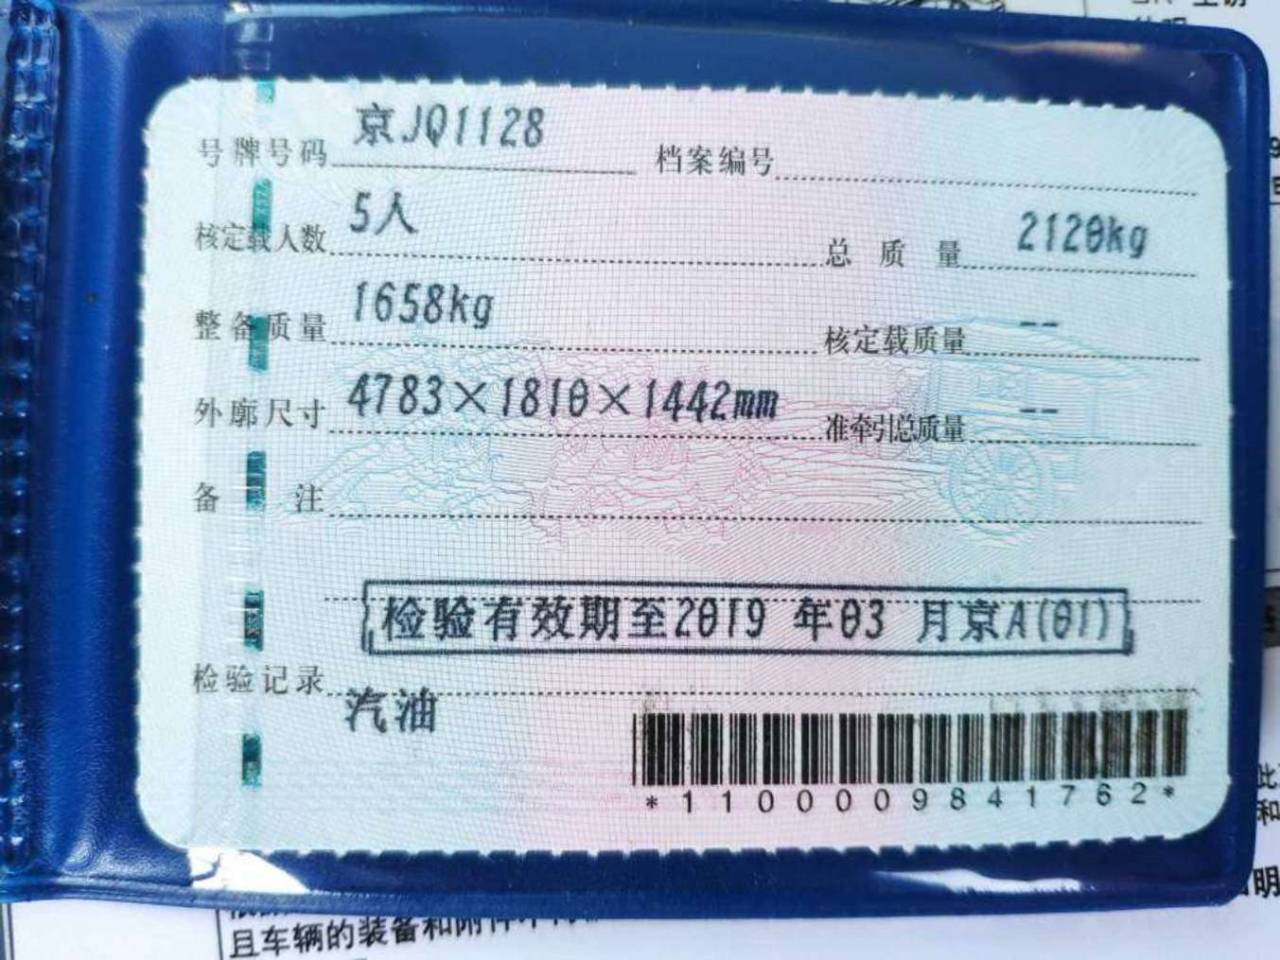 号牌号码 京JQ1128 档案编号
核定载人数 5人 总质量 2120kg
整备质量 1658kg 核定载质量 --
外廓尺寸 4783×1810×1442mm 准牵引总质量 --
备注
检验有效期至2019 年03 月京A(01)
检验记录
汽油
*1100009841762*
且车辆的装备和附件